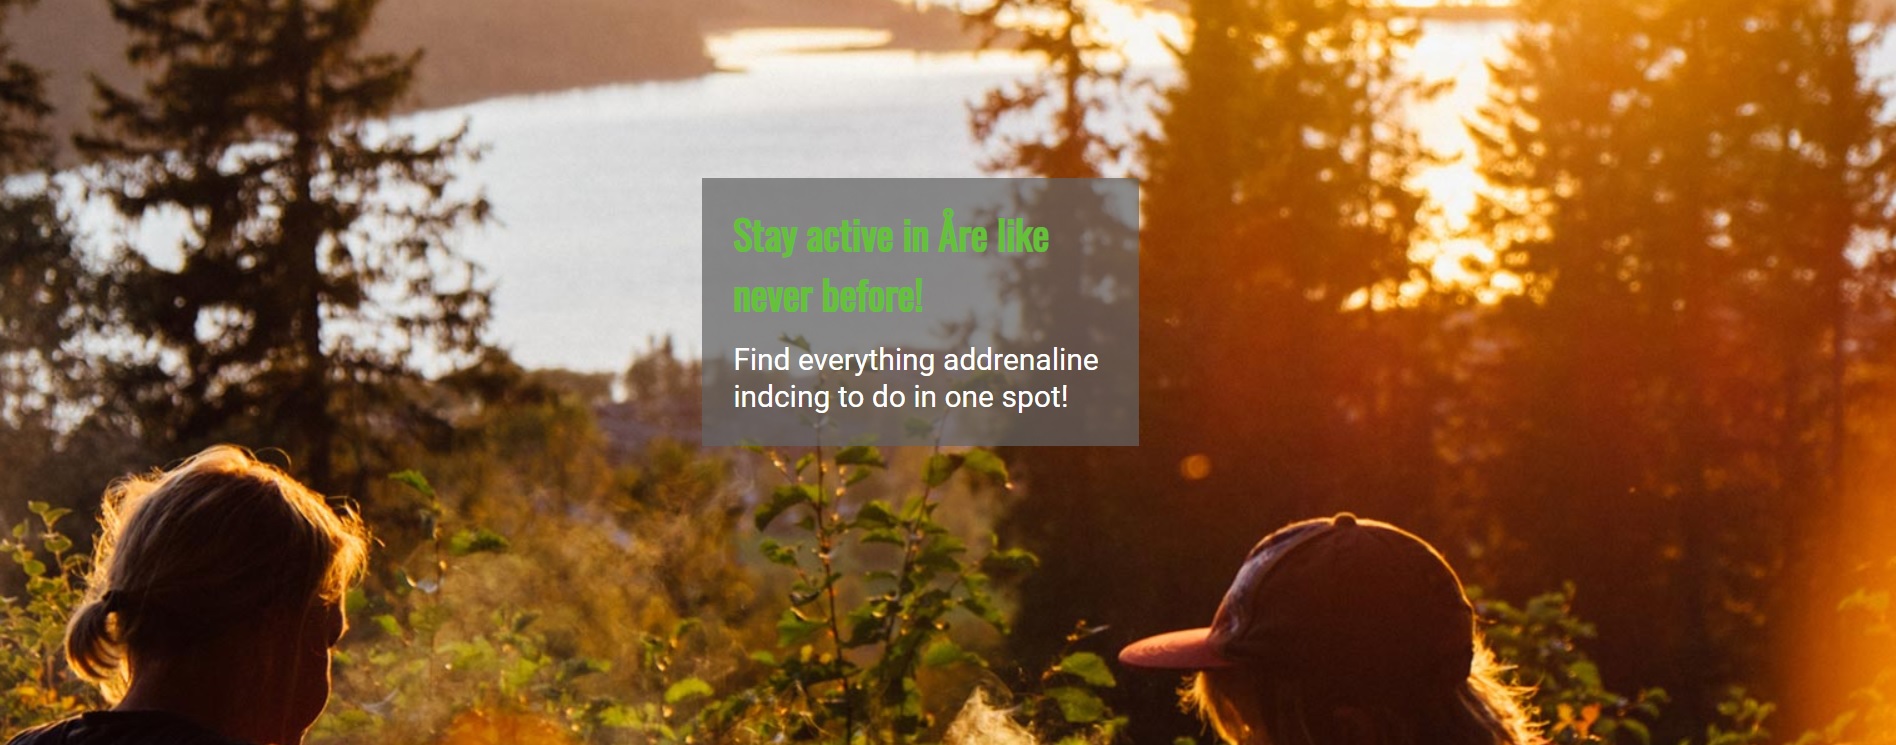 Stay active in Åre like
never before!
Find everything addrenaline
indcing to do in one spot!